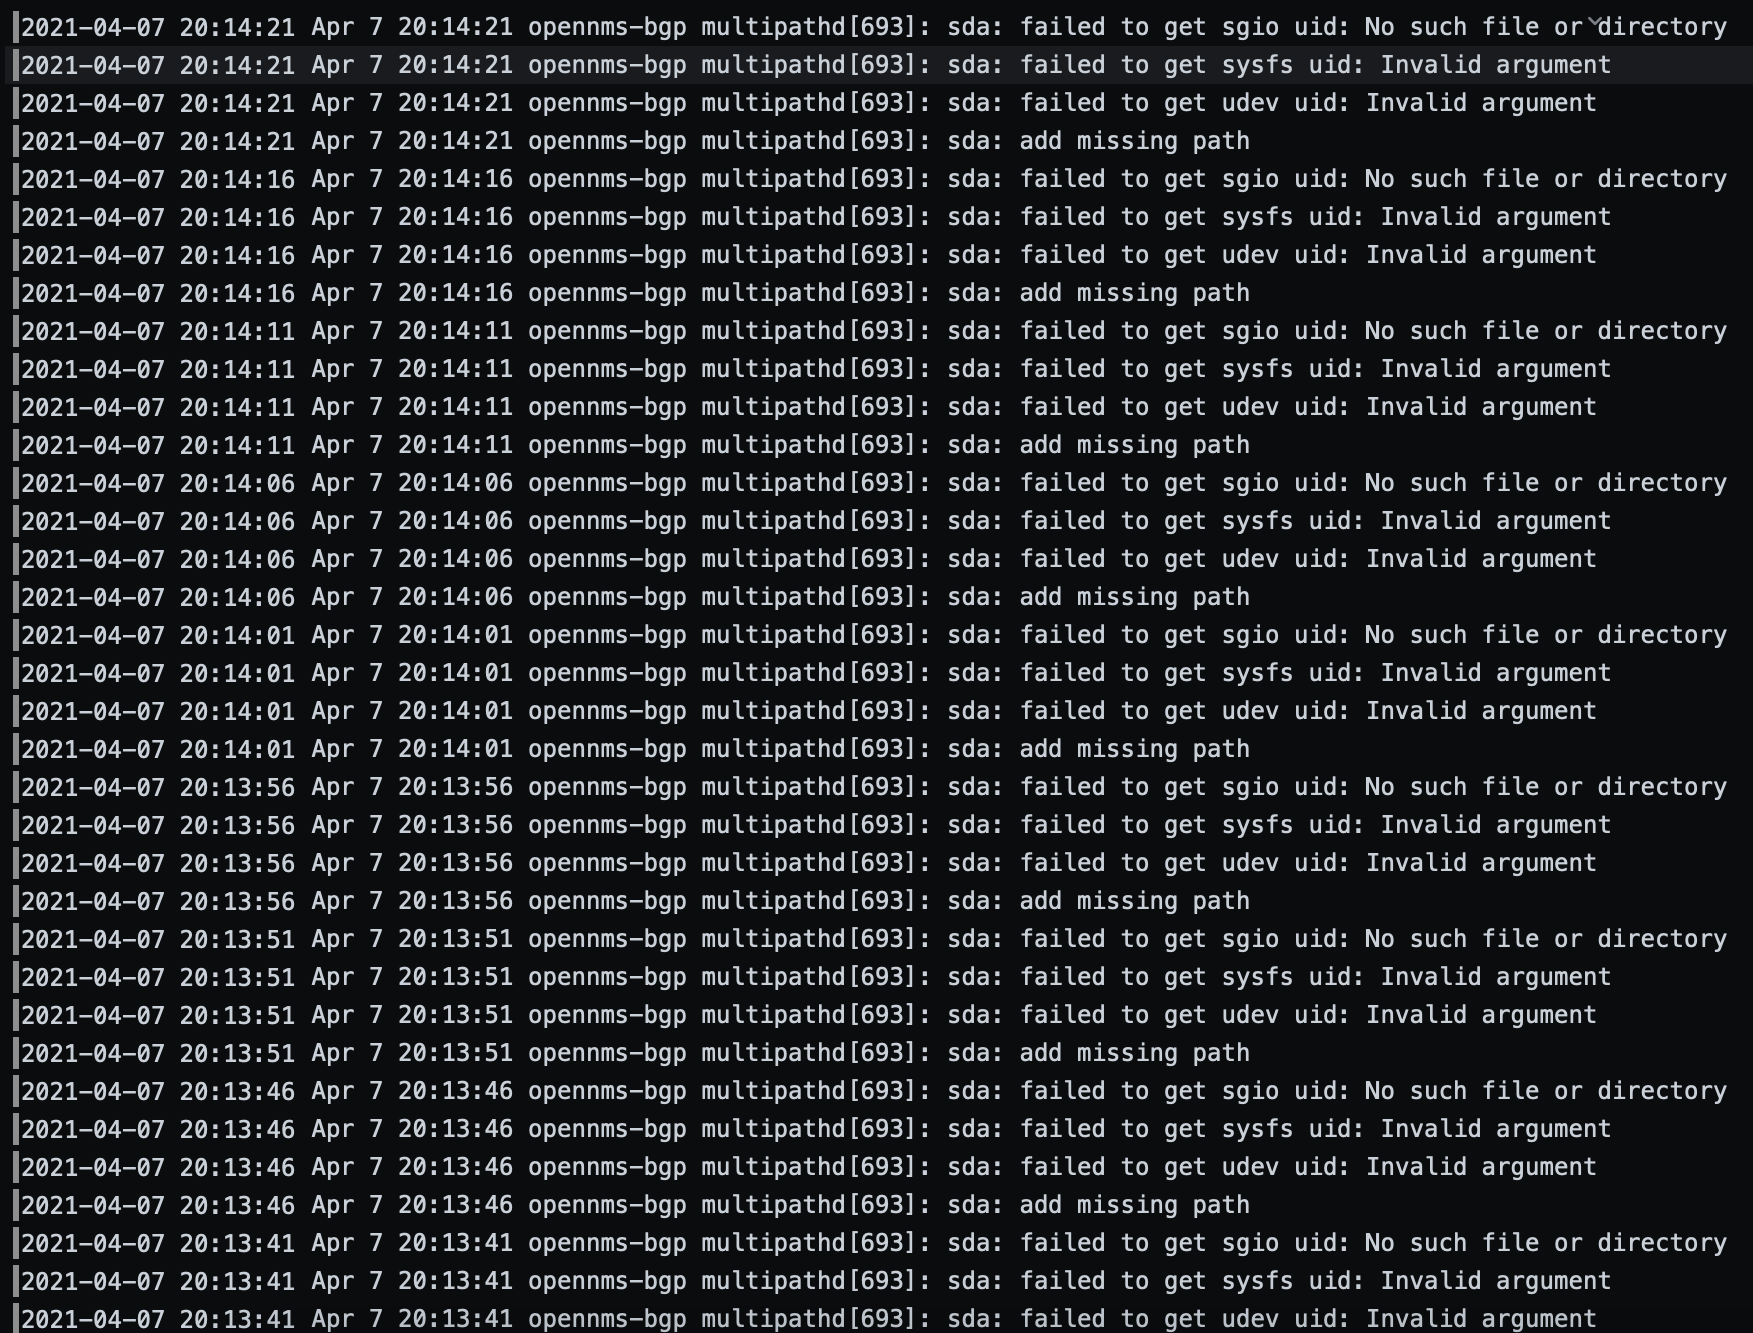 2021-04-07 20:14:21 Apr 7 20:14:21 opennms-bgp multipathd[693]: sda: failed to get sgio uid: No such file or directory
2021-04-07 20:14:21 Apr 7 20:14:21 opennms-bgp multipathd[693]: sda: failed to get sysfs uid: Invalid argument
2021-04-07 20:14:21 Apr 7 20:14:21 opennms-bgp multipathd[693]: sda: failed to get udev uid: Invalid argument
2021-04-07 20:14:21 Apr 7 20:14:21 opennms-bgp multipathd[693]: sda: add missing path
2021-04-07 20:14:16 Apr 7 20:14:16 opennms-bgp multipathd[693]: sda: failed to get sgio uid: No such file or directory
2021-04-07 20:14:16 Apr 7 20:14:16 opennms-bgp multipathd[693]: sda: failed to get sysfs uid: Invalid argument
2021-04-07 20:14:16 Apr 7 20:14:16 opennms-bgp multipathd[693]: sda: failed to get udev uid: Invalid argument
2021-04-07 20:14:16 Apr 7 20:14:16 opennms-bgp multipathd[693]: sda: add missing path
2021-04-07 20:14:11 Apr 7 20:14:11 opennms-bgp multipathd[693]: sda: failed to get sgio uid: No such file or directory
2021-04-07 20:14:11 Apr 7 20:14:11 opennms-bgp multipathd[693]: sda: failed to get sysfs uid: Invalid argument
2021-04-07 20:14:11 Apr 7 20:14:11 opennms-bgp multipathd[693]: sda: failed to get udev uid: Invalid argument
2021-04-07 20:14:11 Apr 7 20:14:11 opennms-bgp multipathd[693]: sda: add missing path
2021-04-07 20:14:06 Apr 7 20:14:06 opennms-bgp multipathd[693]: sda: failed to get sgio uid: No such file or directory
2021-04-07 20:14:06 Apr 7 20:14:06 opennms-bgp multipathd[693]: sda: failed to get sysfs uid: Invalid argument
2021-04-07 20:14:06 Apr 7 20:14:06 opennms-bgp multipathd[693]: sda: failed to get udev uid: Invalid argument
2021-04-07 20:14:06 Apr 7 20:14:06 opennms-bgp multipathd[693]: sda: add missing path
2021-04-07 20:14:01 Apr 7 20:14:01 opennms-bgp multipathd[693]: sda: failed to get sgio uid: No such file or directory
2021-04-07 20:14:01 Apr 7 20:14:01 opennms-bgp multipathd[693]: sda: failed to get sysfs uid: Invalid argument
2021-04-07 20:14:01 Apr 7 20:14:01 opennms-bgp multipathd[693]: sda: failed to get udev uid: Invalid argument
2021-04-07 20:14:01 Apr 7 20:14:01 opennms-bgp multipathd[693]: sda: add missing path
2021-04-07 20:13:56 Apr 7 20:13:56 opennms-bgp multipathd[693]: sda: failed to get sgio uid: No such file or directory
2021-04-07 20:13:56 Apr 7 20:13:56 opennms-bgp multipathd[693]: sda: failed to get sysfs uid: Invalid argument
2021-04-07 20:13:56 Apr 7 20:13:56 opennms-bgp multipathd[693]: sda: failed to get udev uid: Invalid argument
2021-04-07 20:13:56 Apr 7 20:13:56 opennms-bgp multipathd[693]: sda: add missing path
2021-04-07 20:13:51 Apr 7 20:13:51 opennms-bgp multipathd[693]: sda: failed to get sgio uid: No such file or directory
2021-04-07 20:13:51 Apr 7 20:13:51 opennms-bgp multipathd[693]: sda: failed to get sysfs uid: Invalid argument
2021-04-07 20:13:51 Apr 7 20:13:51 opennms-bgp multipathd[693]: sda: failed to get udev uid: Invalid argument
2021-04-07 20:13:51 Apr 7 20:13:51 opennms-bgp multipathd[693]: sda: add missing path
2021-04-07 20:13:46 Apr 7 20:13:46 opennms-bgp multipathd[693]: sda: failed to get sgio uid: No such file or directory
2021-04-07 20:13:46 Apr 7 20:13:46 opennms-bgp multipathd[693]: sda: failed to get sysfs uid: Invalid argument
2021-04-07 20:13:46 Apr 7 20:13:46 opennms-bgp multipathd[693]: sda: failed to get udev uid: Invalid argument
2021-04-07 20:13:46 Apr 7 20:13:46 opennms-bgp multipathd[693]: sda: add missing path
2021-04-07 20:13:41 Apr 7 20:13:41 opennms-bgp multipathd[693]: sda: failed to get sgio uid: No such file or directory
2021-04-07 20:13:41 Apr 7 20:13:41 opennms-bgp multipathd[693]: sda: failed to get sysfs uid: Invalid argument
2021-04-07 20:13:41 Apr 7 20:13:41 opennms-bgp multipathd[693]: sda: failed to get udev uid: Invalid argument